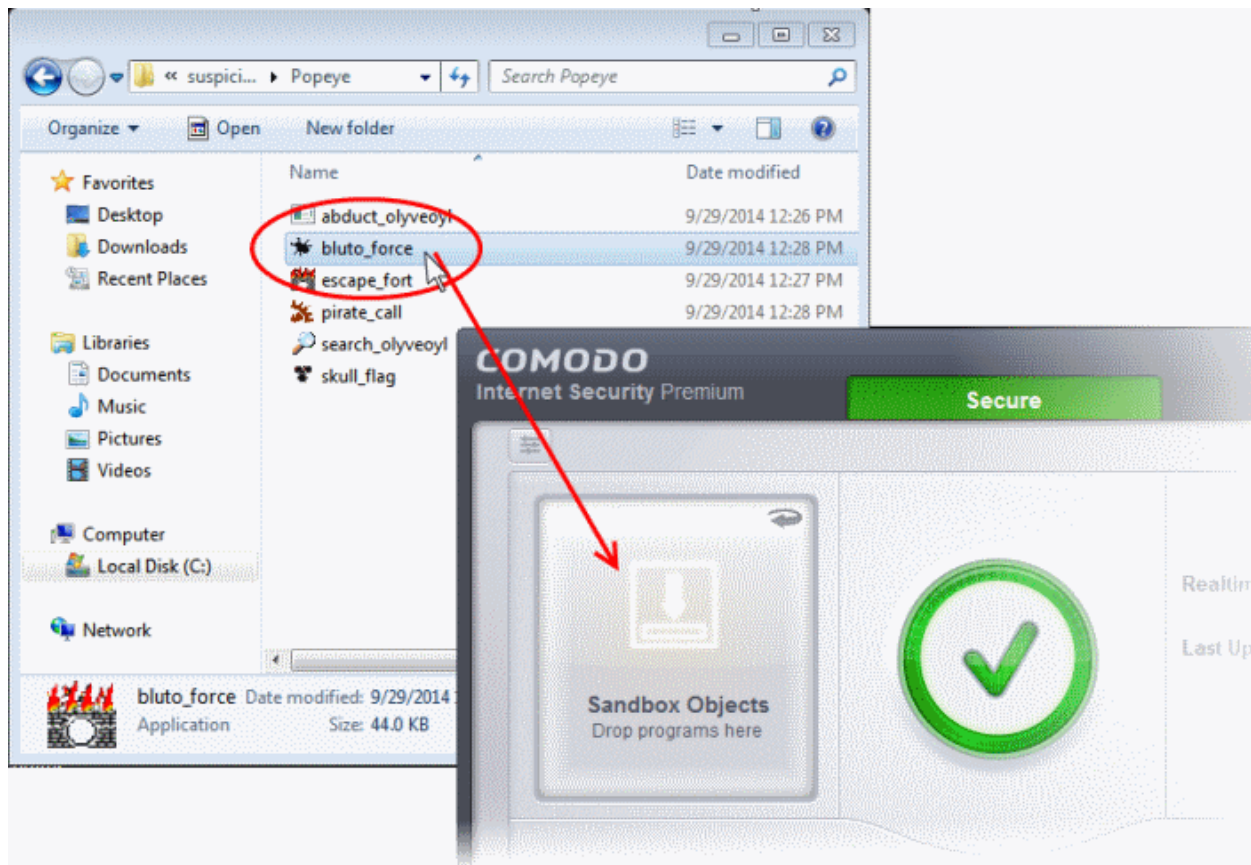 « suspici... ▸ Popeye
Search Popeye
Organize
Open
New folder
Name
Date modified
Favorites
Desktop
Downloads
Recent Places
Libraries
Documents
Music
Pictures
Videos
Computer
Local Disk (C:)
Network
abduct_olyveoyl 9/29/2014 12:26 PM
bluto_force 9/29/2014 12:28 PM
escape_fort 9/29/2014 12:27 PM
pirate_call 9/29/2014 12:28 PM
search_olyveoyl
skull_flag
bluto_force Date modified: 9/29/2014
Application Size: 44.0 KB
COMODO
Internet Security Premium
Secure
Sandbox Objects
Drop programs here
Realtim
Last Up